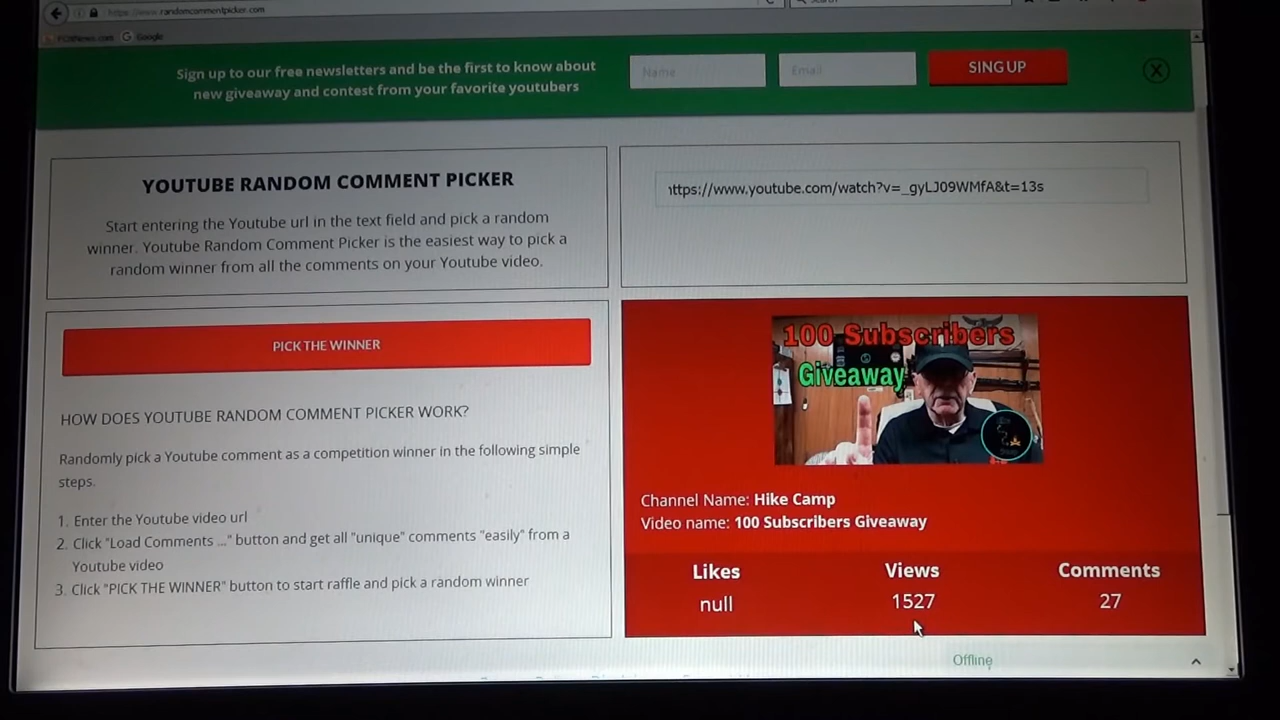 https://www.randomcommentpicker.com
Google
Sign up to our free newsletters and be the first to know about
new giveaway and contest from your favorite youtubers
Name
Email
SING UP
X
YOUTUBE RANDOM COMMENT PICKER
Start entering the Youtube url in the text field and pick a random
winner. Youtube Random Comment Picker is the easiest way to pick a
random winner from all the comments on your Youtube video.
ttps://www.youtube.com/watch?v=_gyLJ09WMfA&t=13s
PICK THE WINNER
HOW DOES YOUTUBE RANDOM COMMENT PICKER WORK?
Randomly pick a Youtube comment as a competition winner in the following simple
steps.
1. Enter the Youtube video url
2. Click "Load Comments ..." button and get all "unique" comments "easily" from a
Youtube video
3. Click "PICK THE WINNER" button to start raffle and pick a random winner
100 Subscribers
Giveaway
Channel Name: Hike Camp
Video name: 100 Subscribers Giveaway
Likes
Views
Comments
null
1527
27
Offline